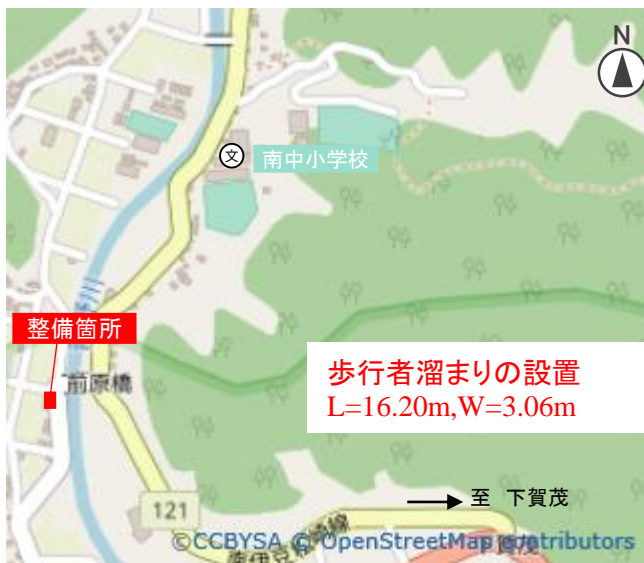 N
文
南中小学校
整備箇所
前原橋
歩行者溜まりの設置
L=16.20m,W=3.06m
至 下賀茂
121
©CCBYSA © OpenStreetMap contributors